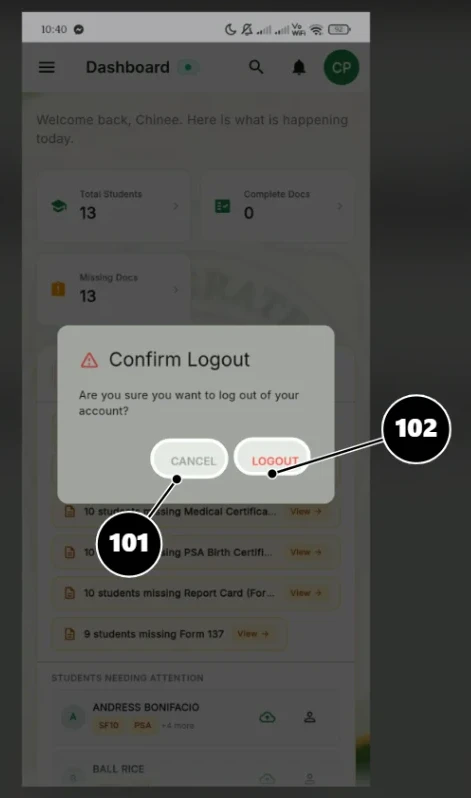 10:40
Vo
WiFi
92
Dashboard
CP
Welcome back, Chinee. Here is what is happening
today.
Total Students
13
Complete Docs
0
Missing Docs
13
Confirm Logout
Are you sure you want to log out of your
account?
CANCEL
LOGOUT
102
10 students missing Medical Certifica... View →
101
10 students missing PSA Birth Certifi... View →
10 students missing Report Card (For... View →
9 students missing Form 137 View →
STUDENTS NEEDING ATTENTION
A
ANDRESS BONIFACIO
SF10 PSA +4 more
B
BALL RICE